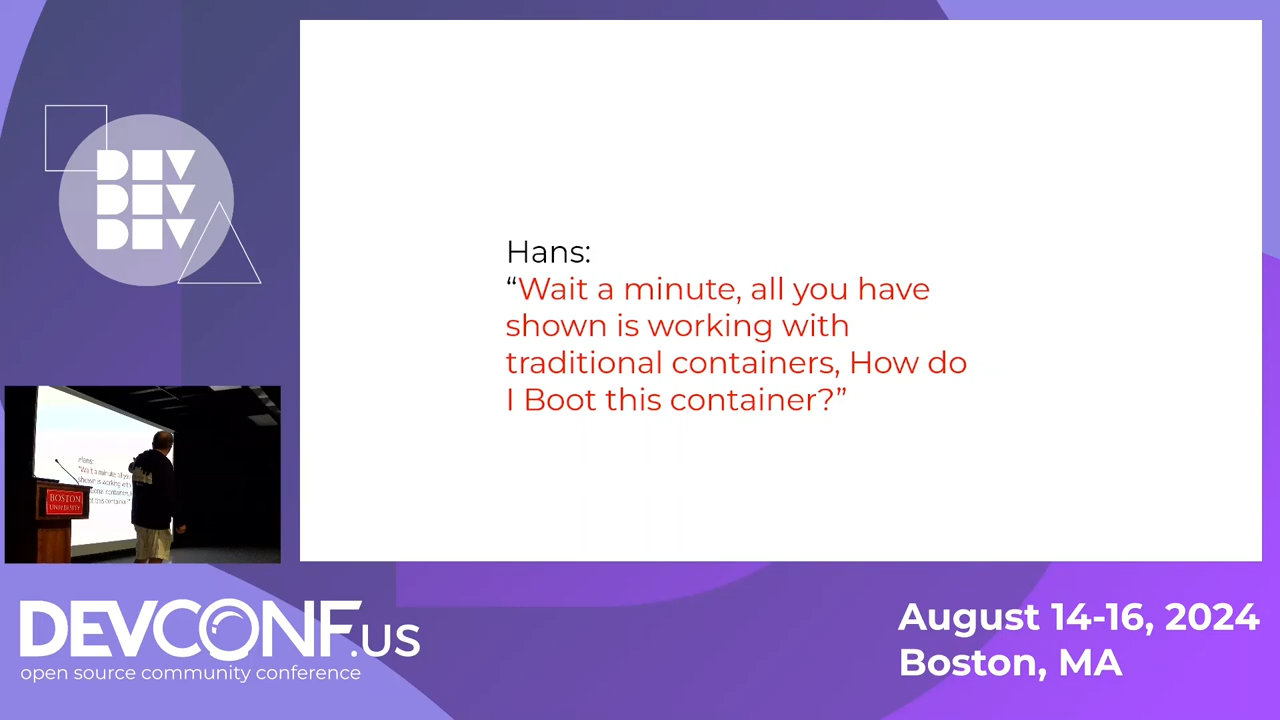 DEV
DEV
DEV
Hans:
“Wait a minute, all you have
shown is working with
traditional containers, How do
I Boot this container?”
Hans:
BOSTON
UNIVERSITY
DEVCONF.us
open source community conference
August 14-16, 2024
Boston, MA